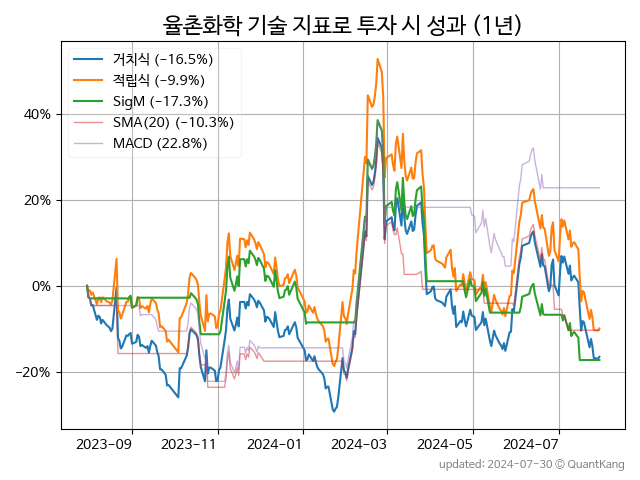 율촌화학 기술 지표로 투자 시 성과 (1년)
거치식 (-16.5%)
적립식 (-9.9%)
SigM (-17.3%)
SMA(20) (-10.3%)
MACD (22.8%)
40%
20%
0%
-20%
2023-09 2023-11 2024-01 2024-03 2024-05 2024-07
updated: 2024-07-30 © QuantKang